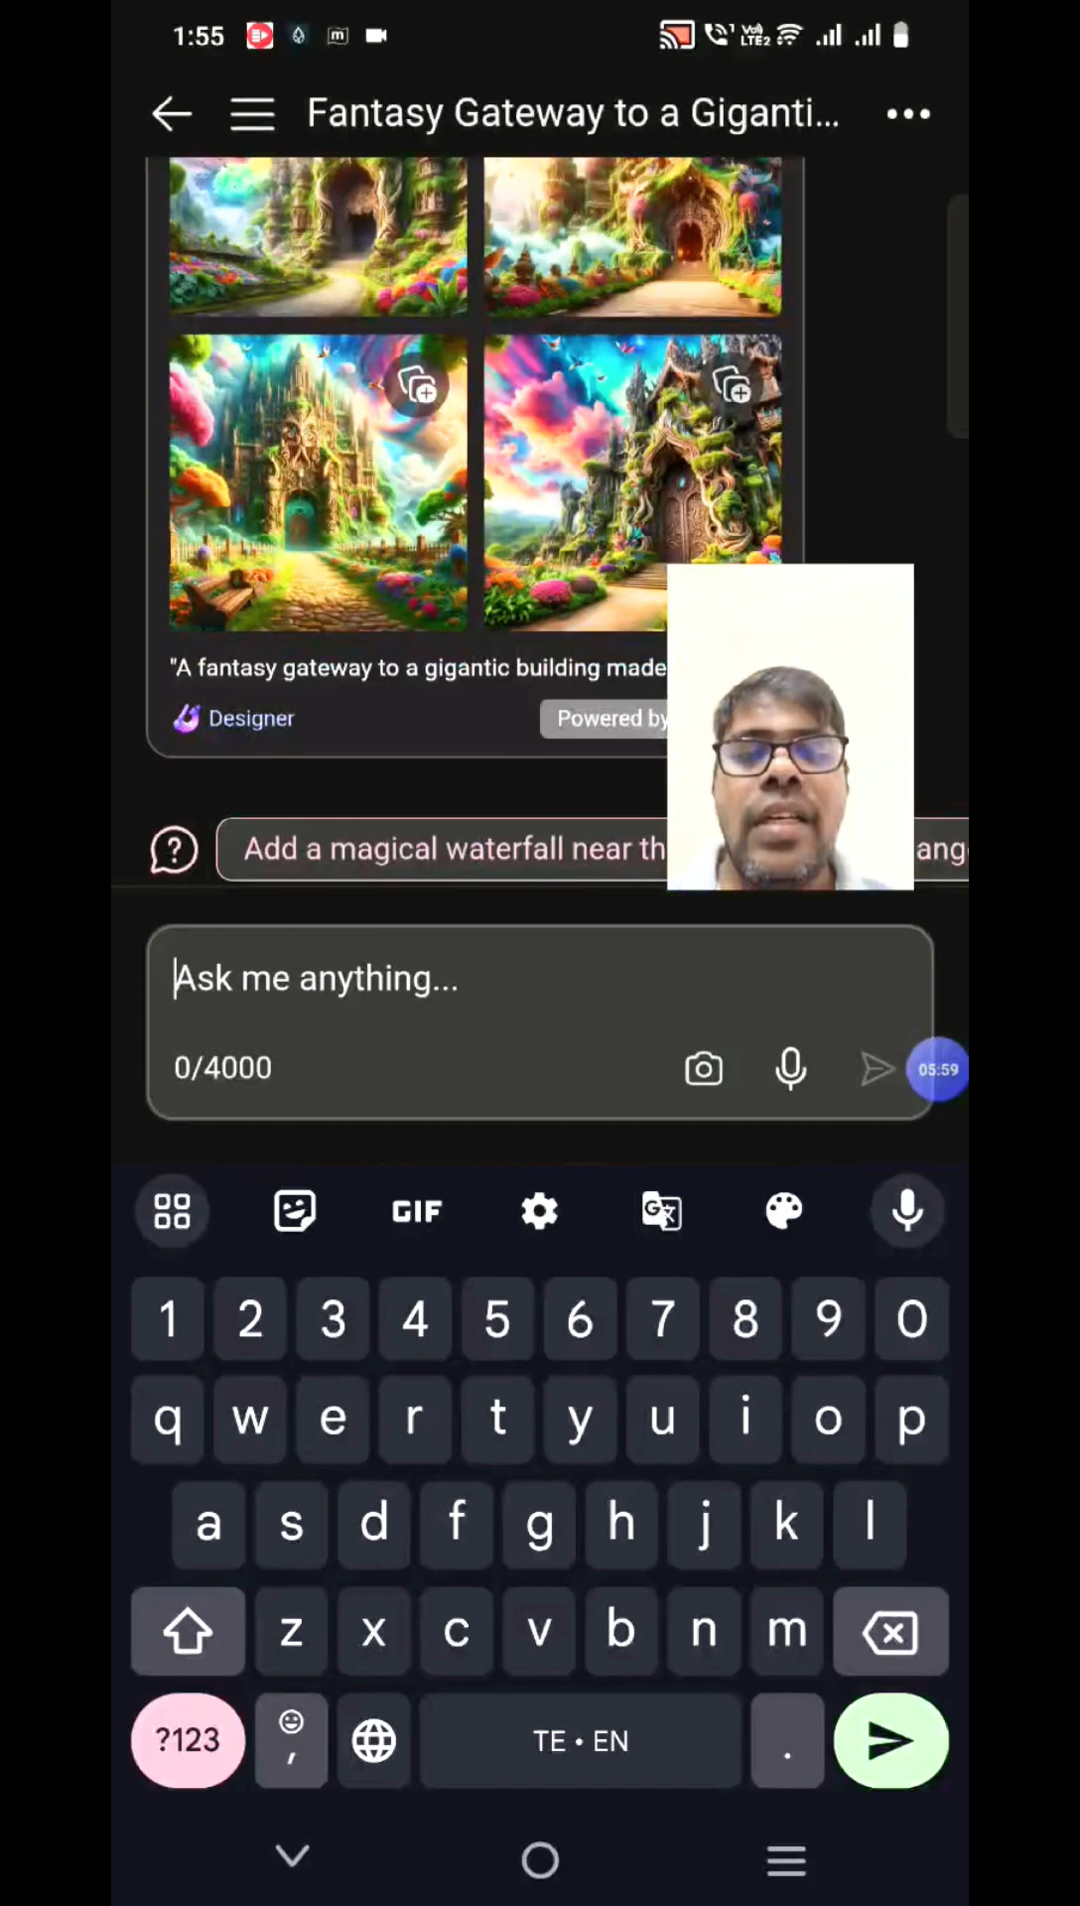 1:55
Vo)) LTE2
Fantasy Gateway to a Giganti...
"A fantasy gateway to a gigantic building made
Designer
Powered by
Add a magical waterfall near th
ang
Ask me anything...
0/4000
05:59
GIF
1 2 3 4 5 6 7 8 9 0
q w e r t y u i o p
a s d f g h j k l
z x c v b n m
?123 , TE • EN .